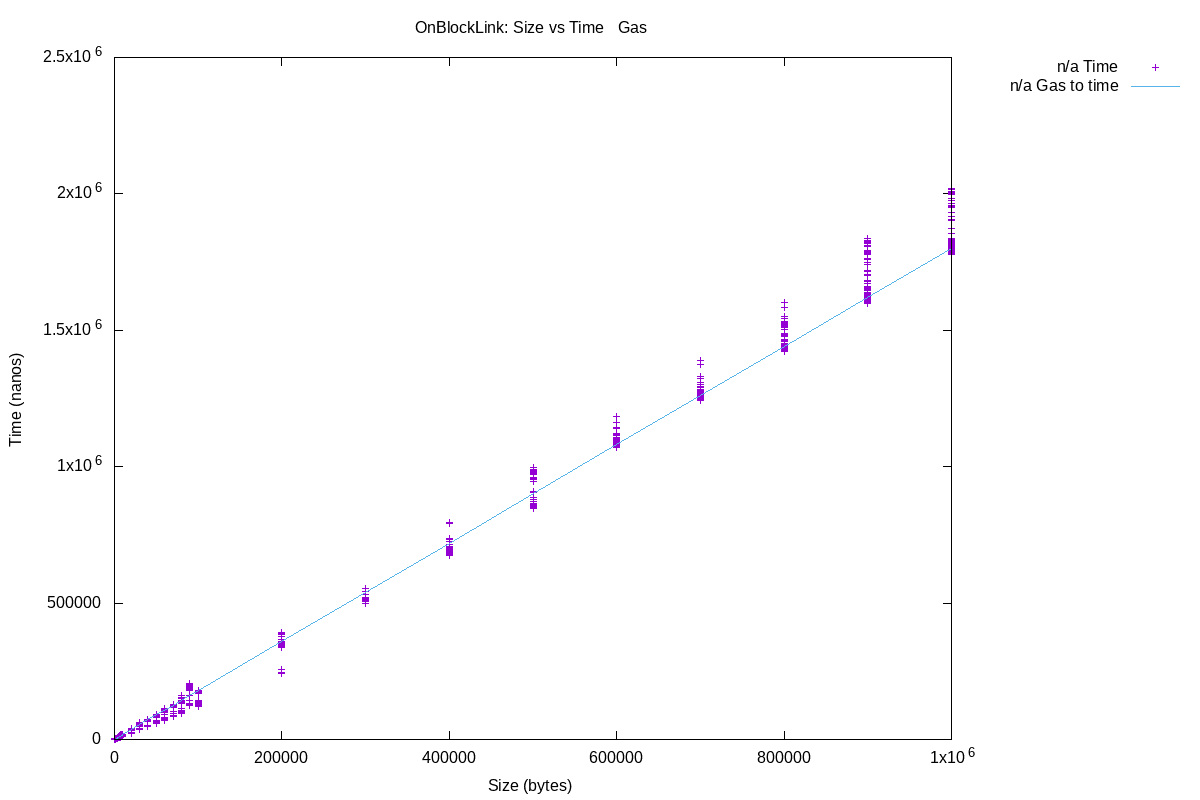 OnBlockLink: Size vs Time   Gas
2.5x10 6
n/a Time
n/a Gas to time
2x10 6
1.5x10 6
Time (nanos)
1x10 6
500000
0
0 200000 400000 600000 800000 1x10 6
Size (bytes)